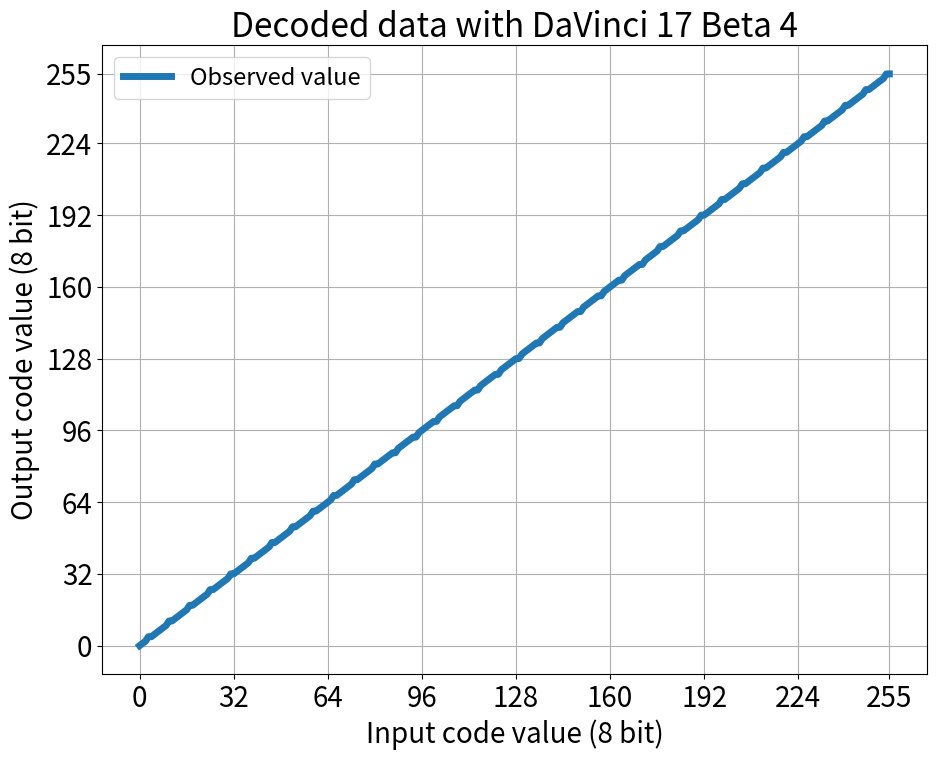 Decoded data with DaVinci 17 Beta 4
Observed value
255
224
192
160
128
96
64
32
0
Output code value (8 bit)
0 32 64 96 128 160 192 224 255
Input code value (8 bit)